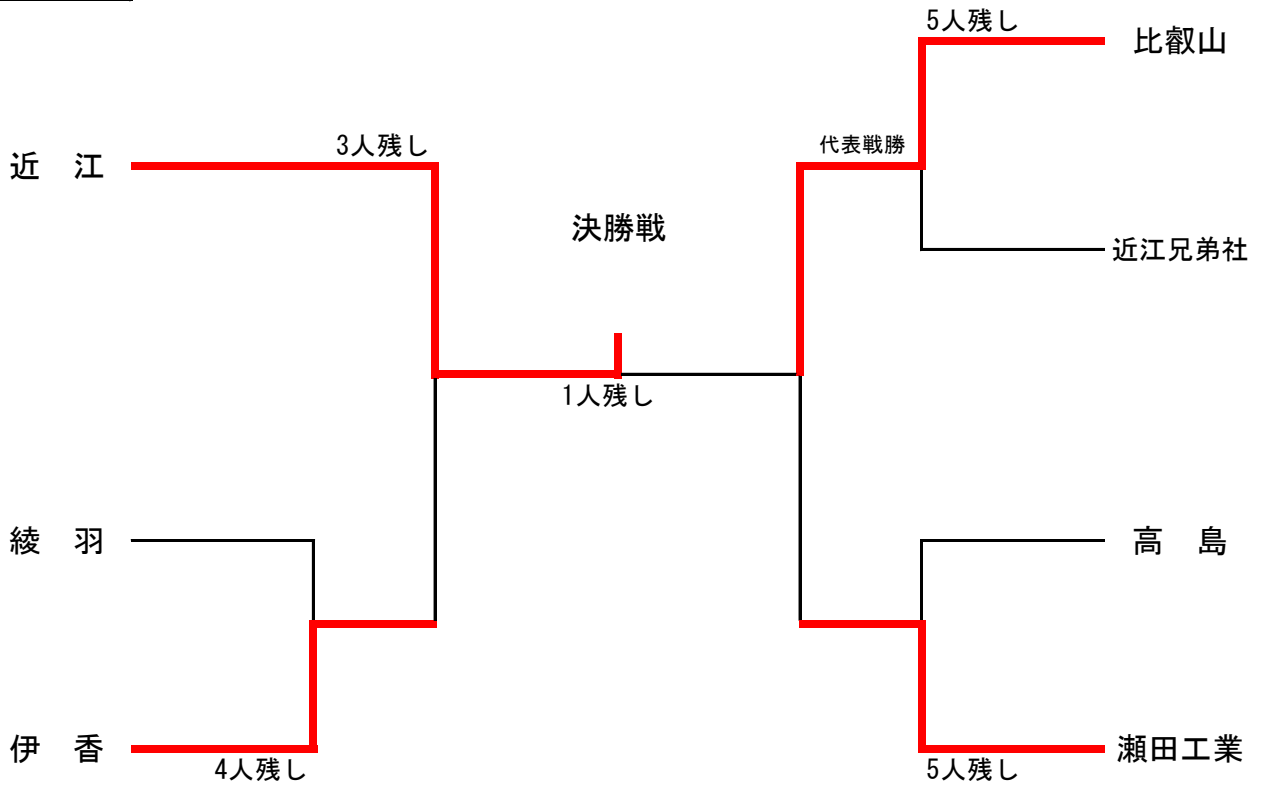 5人残し
比叡山
3人残し
代表戦勝
近　江
決勝戦
近江兄弟社
1人残し
綾　羽
高　島
伊　香
瀬田工業
4人残し
5人残し